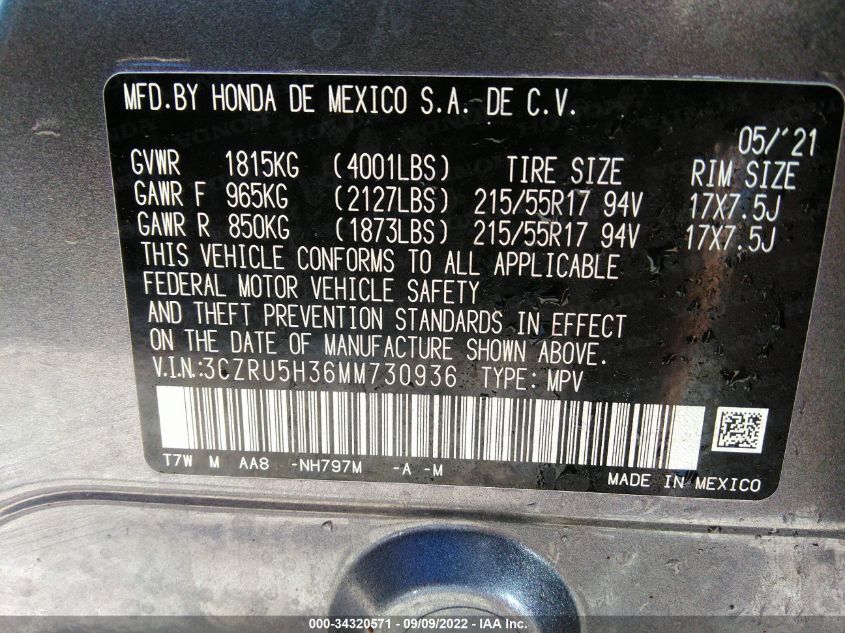 MFD.BY HONDA DE MEXICO S.A. DE C.V.
05/'21
GVWR 1815KG (4001LBS) TIRE SIZE RIM SIZE
GAWR F 965KG (2127LBS) 215/55R17 94V 17X7.5J
GAWR R 850KG (1873LBS) 215/55R17 94V 17X7.5J
THIS VEHICLE CONFORMS TO ALL APPLICABLE
FEDERAL MOTOR VEHICLE SAFETY
AND THEFT PREVENTION STANDARDS IN EFFECT
ON THE DATE OF MANUFACTURE SHOWN ABOVE.
V.I.N.:3CZRU5H36MM730936 TYPE: MPV
T7W M AA8 -NH797M -A -M
MADE IN MEXICO
000-34320571 - 09/09/2022 - IAA Inc.